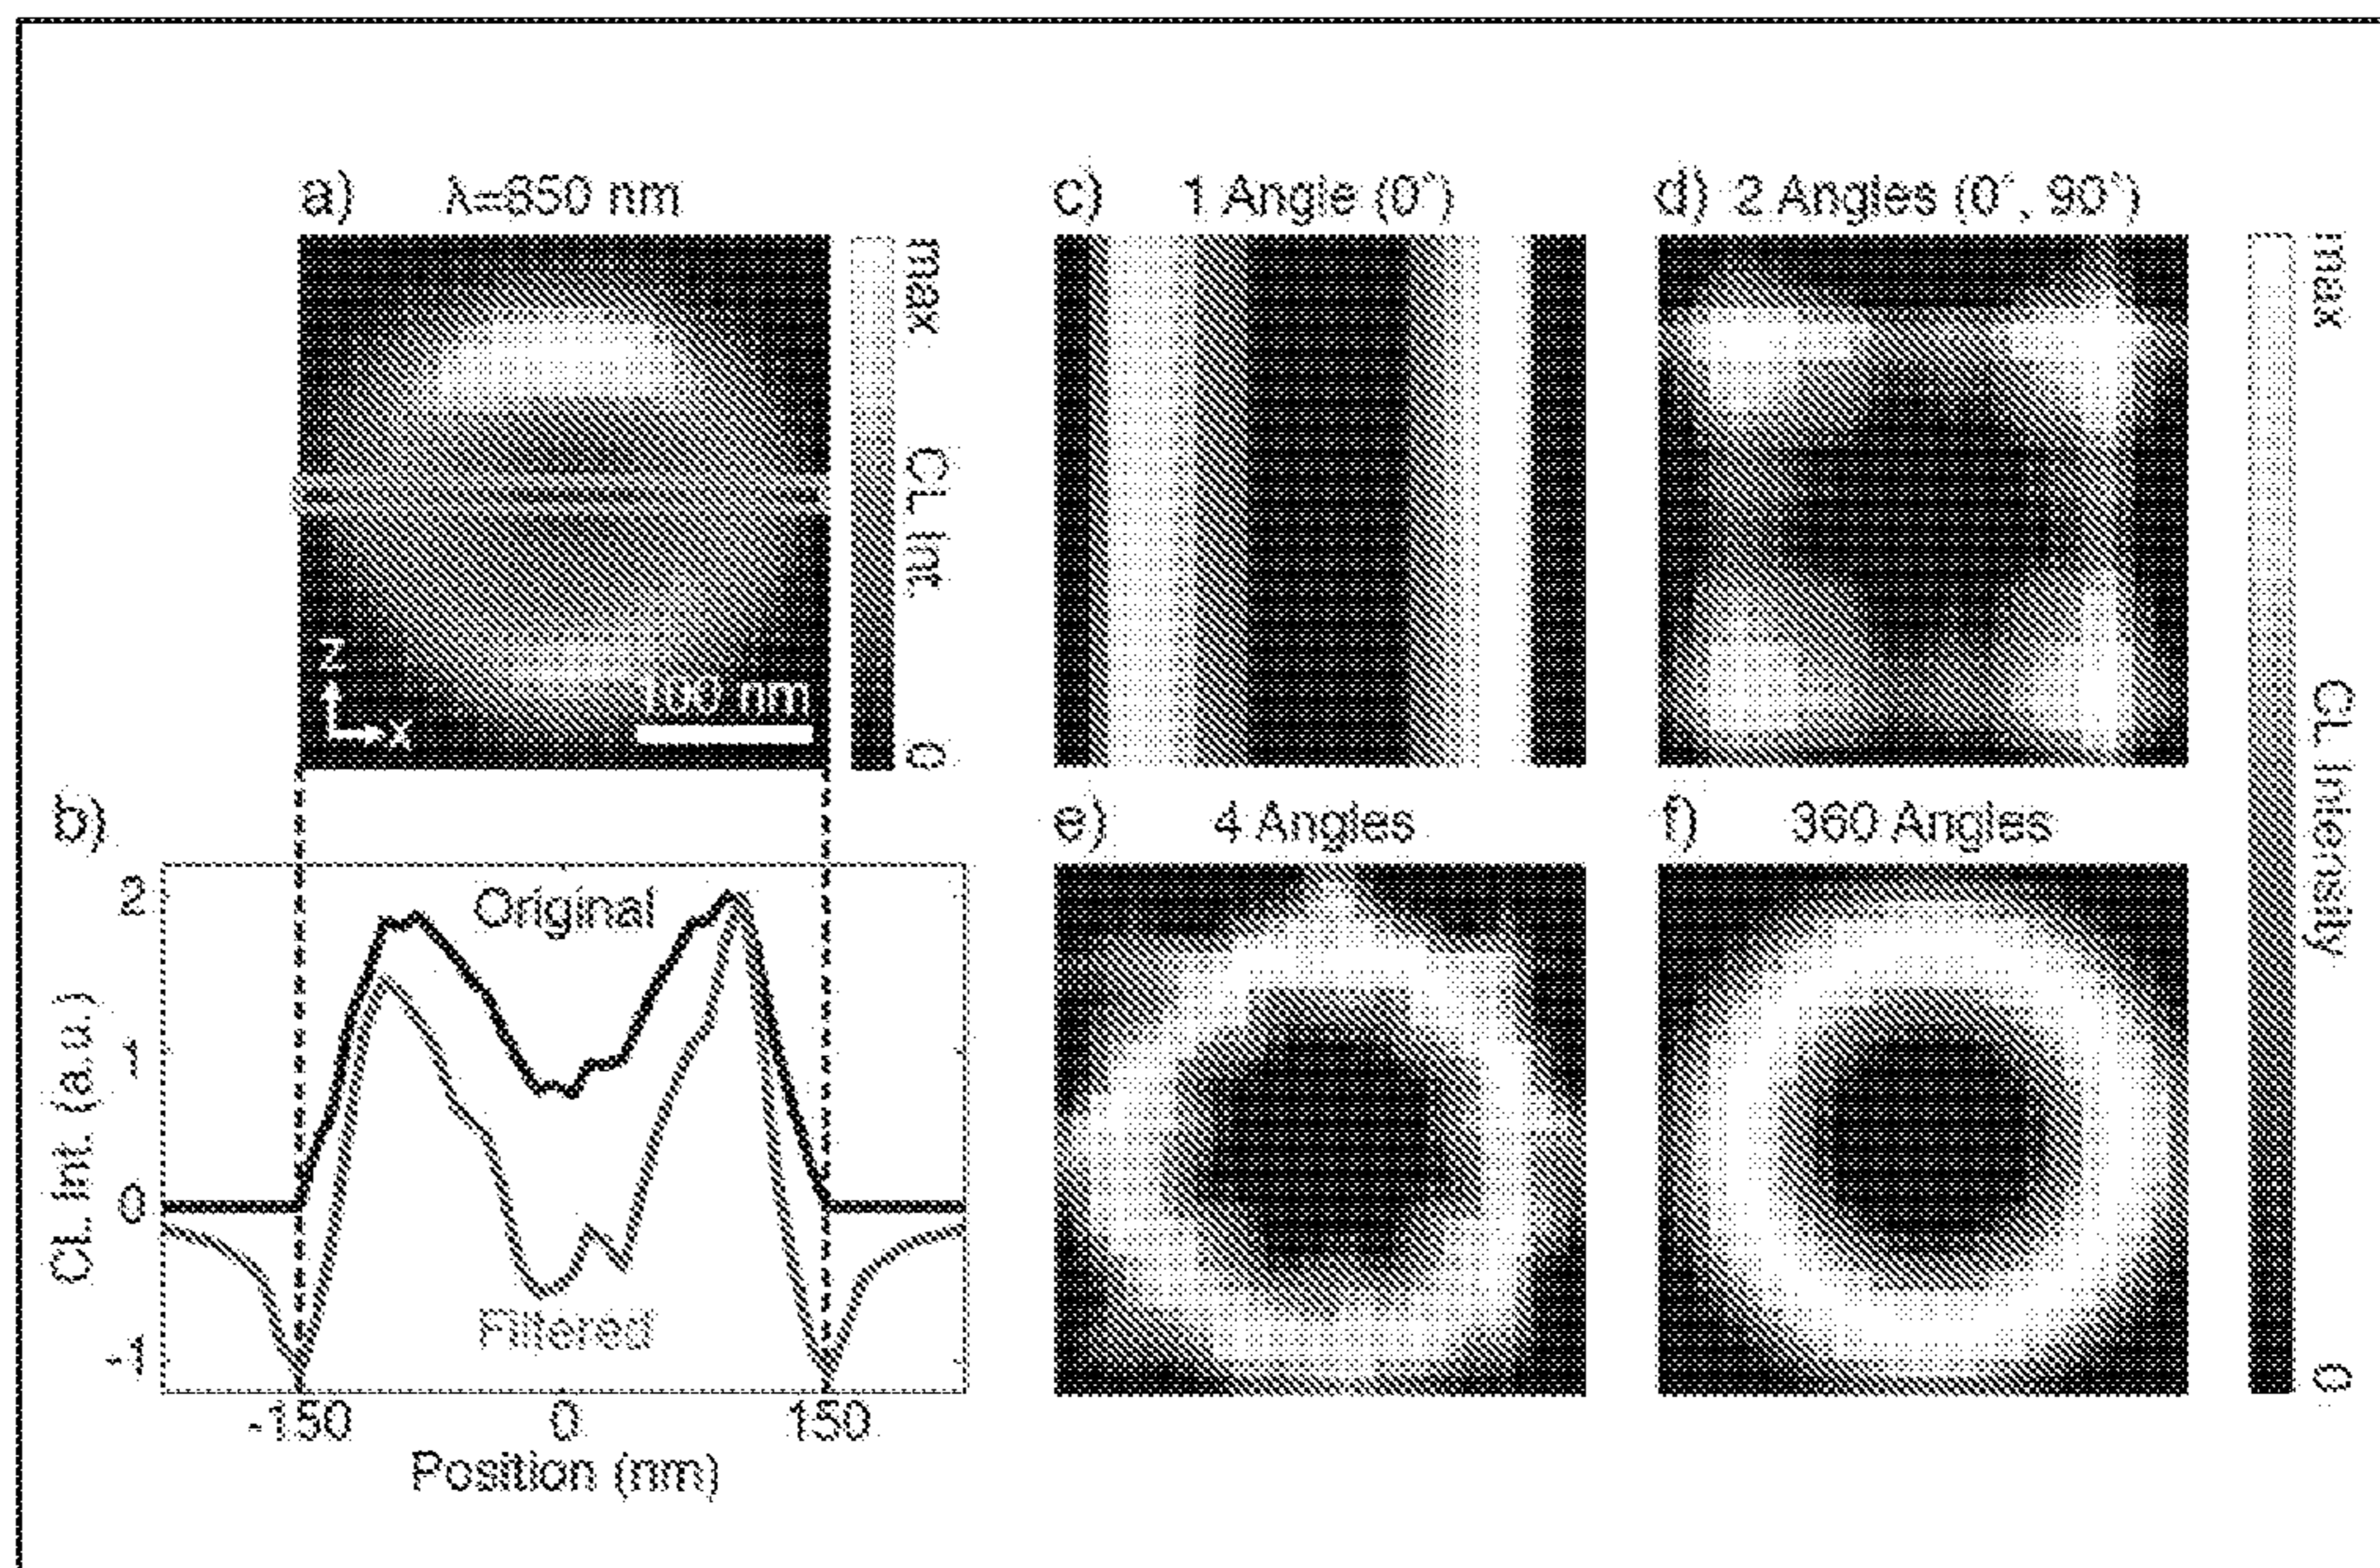 a) λ=850 nm
max
CL Int.
0
z
x
100 nm
b)
Original
Filtered
2
1
0
-1
CL Int. (a.u.)
-150 0 150
Position (nm)
c) 1 Angle (0°)
d) 2 Angles (0°, 90°)
e) 4 Angles
f) 360 Angles
max
CL Intensity
0